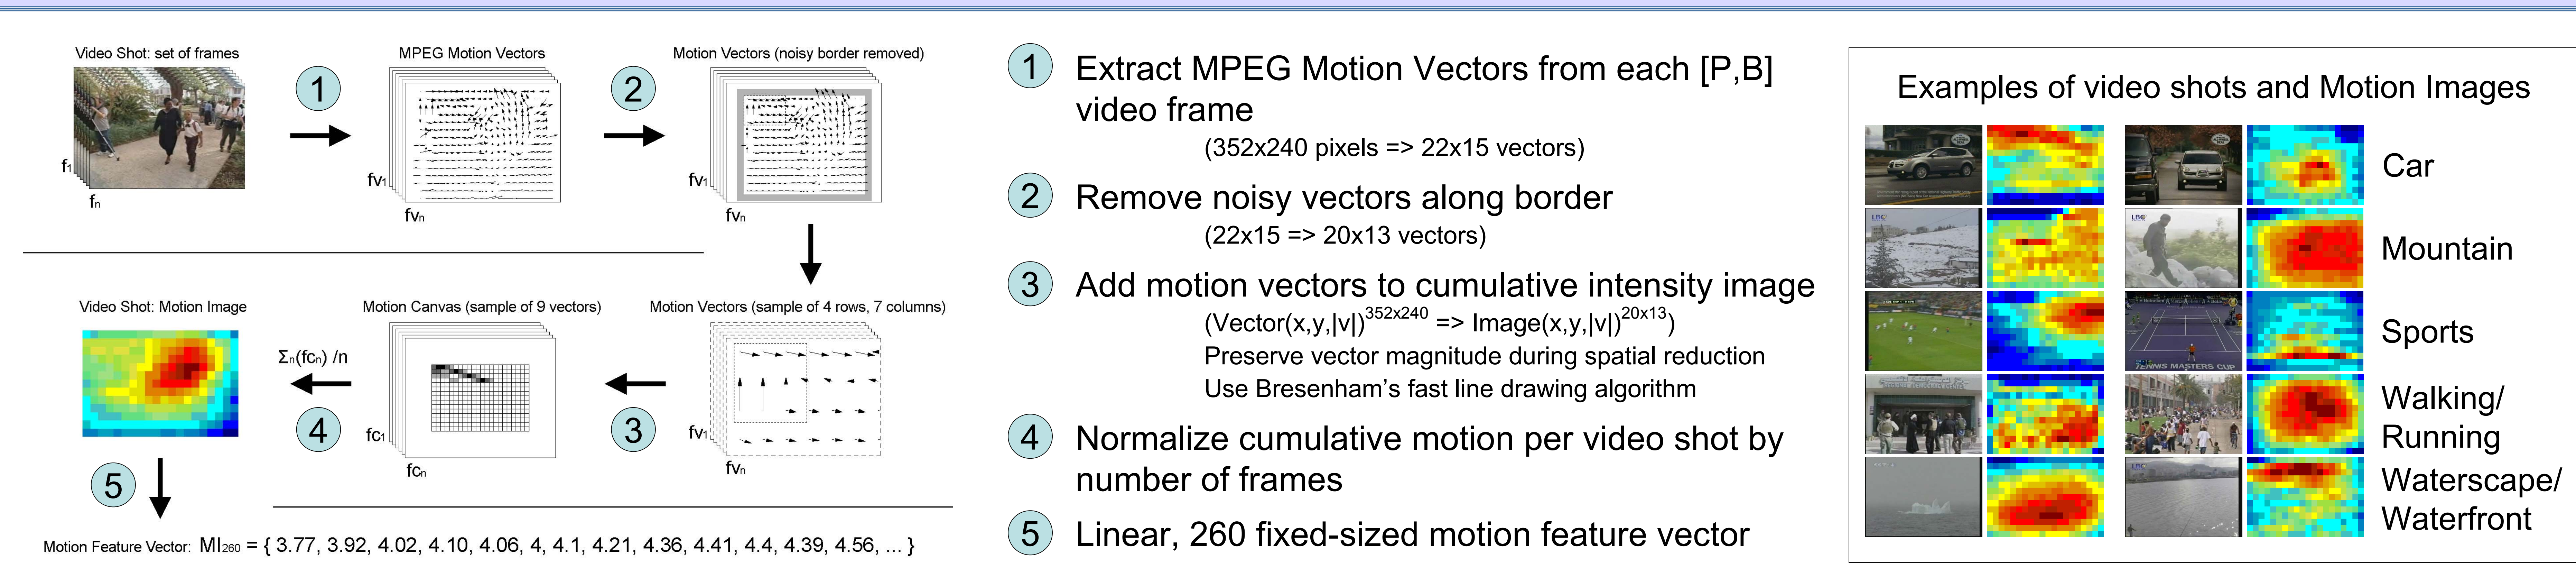 Video Shot: set of frames
1
MPEG Motion Vectors
2
Motion Vectors (noisy border removed)
f1
fn
fv1
fvn
fv1
fvn
Video Shot: Motion Image
Motion Canvas (sample of 9 vectors)
Motion Vectors (sample of 4 rows, 7 columns)
Σn(fcn) /n
4
fc1
fcn
3
fv1
fvn
5
Motion Feature Vector: MI260 = { 3.77, 3.92, 4.02, 4.10, 4.06, 4, 4.1, 4.21, 4.36, 4.41, 4.4, 4.39, 4.56, ... }
1 Extract MPEG Motion Vectors from each [P,B]
video frame
(352x240 pixels => 22x15 vectors)
2 Remove noisy vectors along border
(22x15 => 20x13 vectors)
3 Add motion vectors to cumulative intensity image
(Vector(x,y,|v|)352x240 => Image(x,y,|v|)20x13)
Preserve vector magnitude during spatial reduction
Use Bresenham's fast line drawing algorithm
4 Normalize cumulative motion per video shot by
number of frames
5 Linear, 260 fixed-sized motion feature vector
Examples of video shots and Motion Images
Car
LBC
LBC
Mountain
TENNIS MASTERS CUP
Sports
Walking/
Running
LBC
Waterscape/
Waterfront